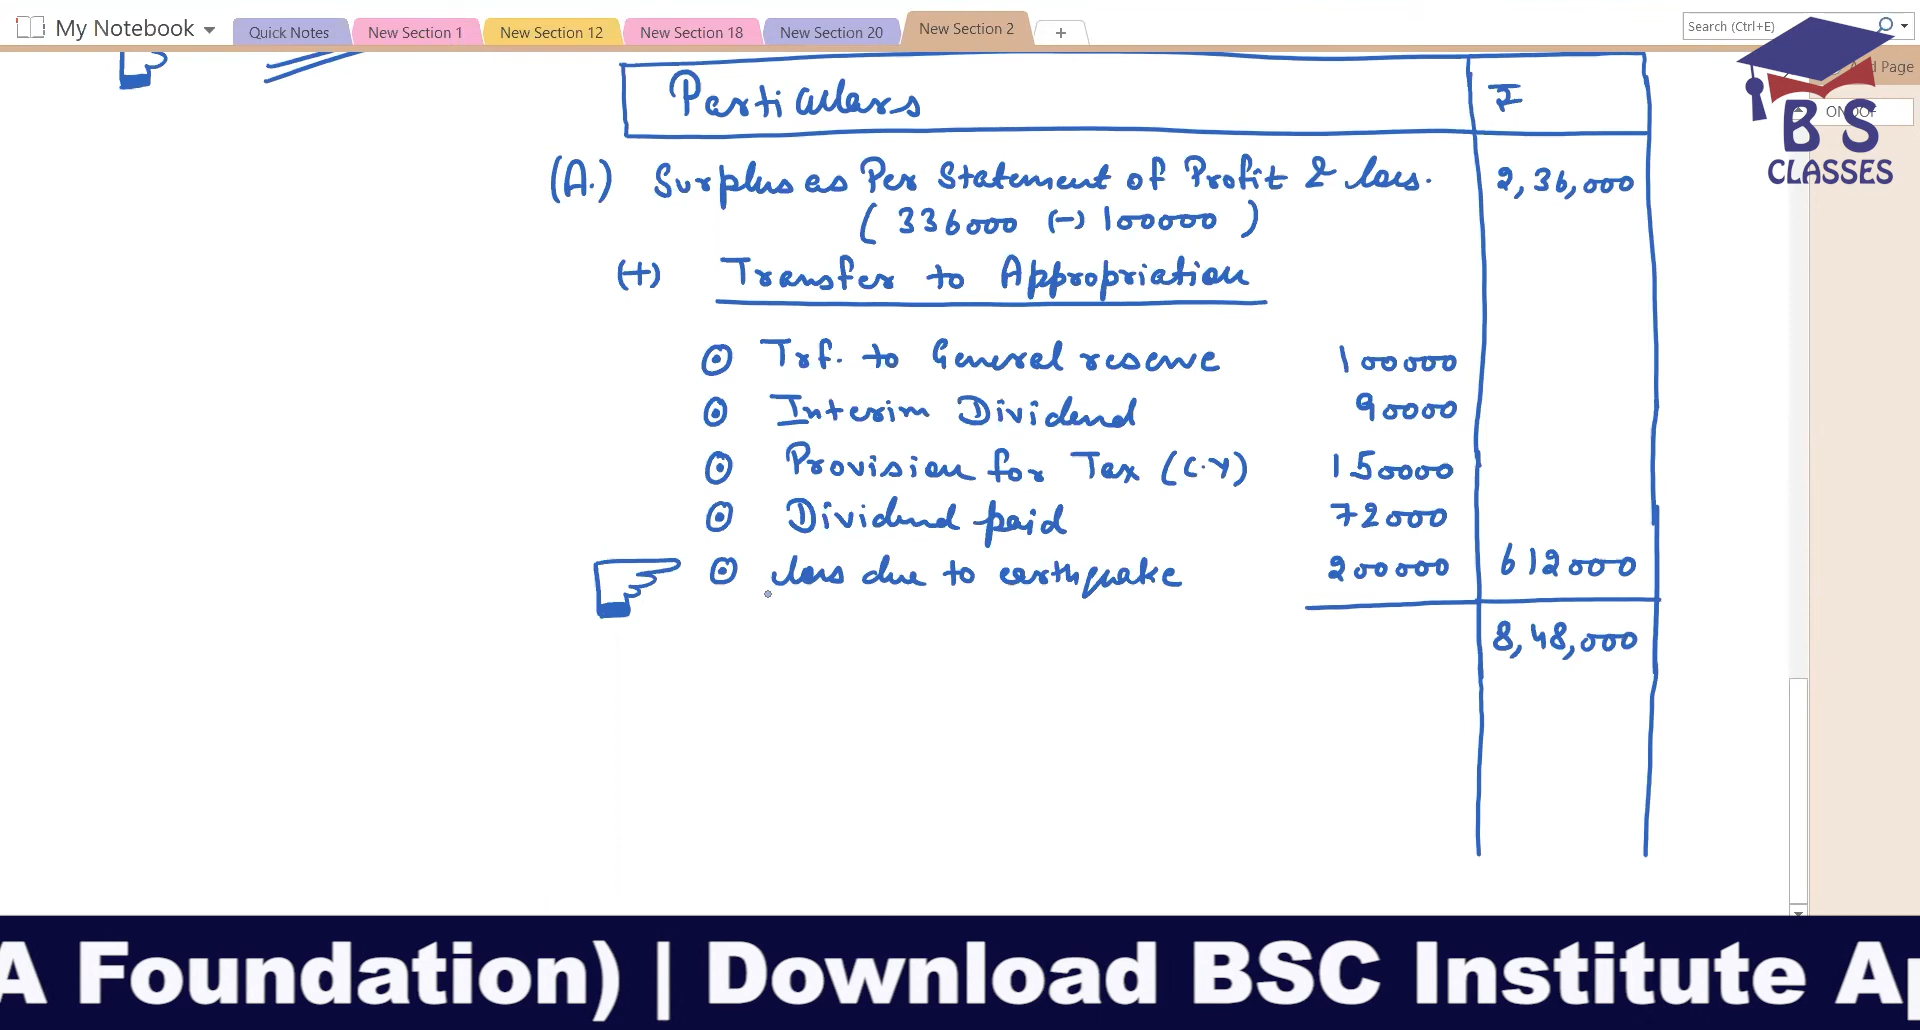 My Notebook
Quick Notes
New Section 1
New Section 12
New Section 18
New Section 20
New Section 2
+
Search (Ctrl+E)
d Page
BS
CLASSES
Particulars ₹
(A.) Surplus as Per Statement of Profit & loss. 2,36,000
(336000 (-) 100000)
(+) Transfer to Appropriation
Trf. to General reserve 100000
Interim Dividend 90000
Provision for Tax (C.Y) 150000
Dividend paid 72000
loss due to earthquake 200000 612000
8,48,000
A Foundation) | Download BSC Institute Ap